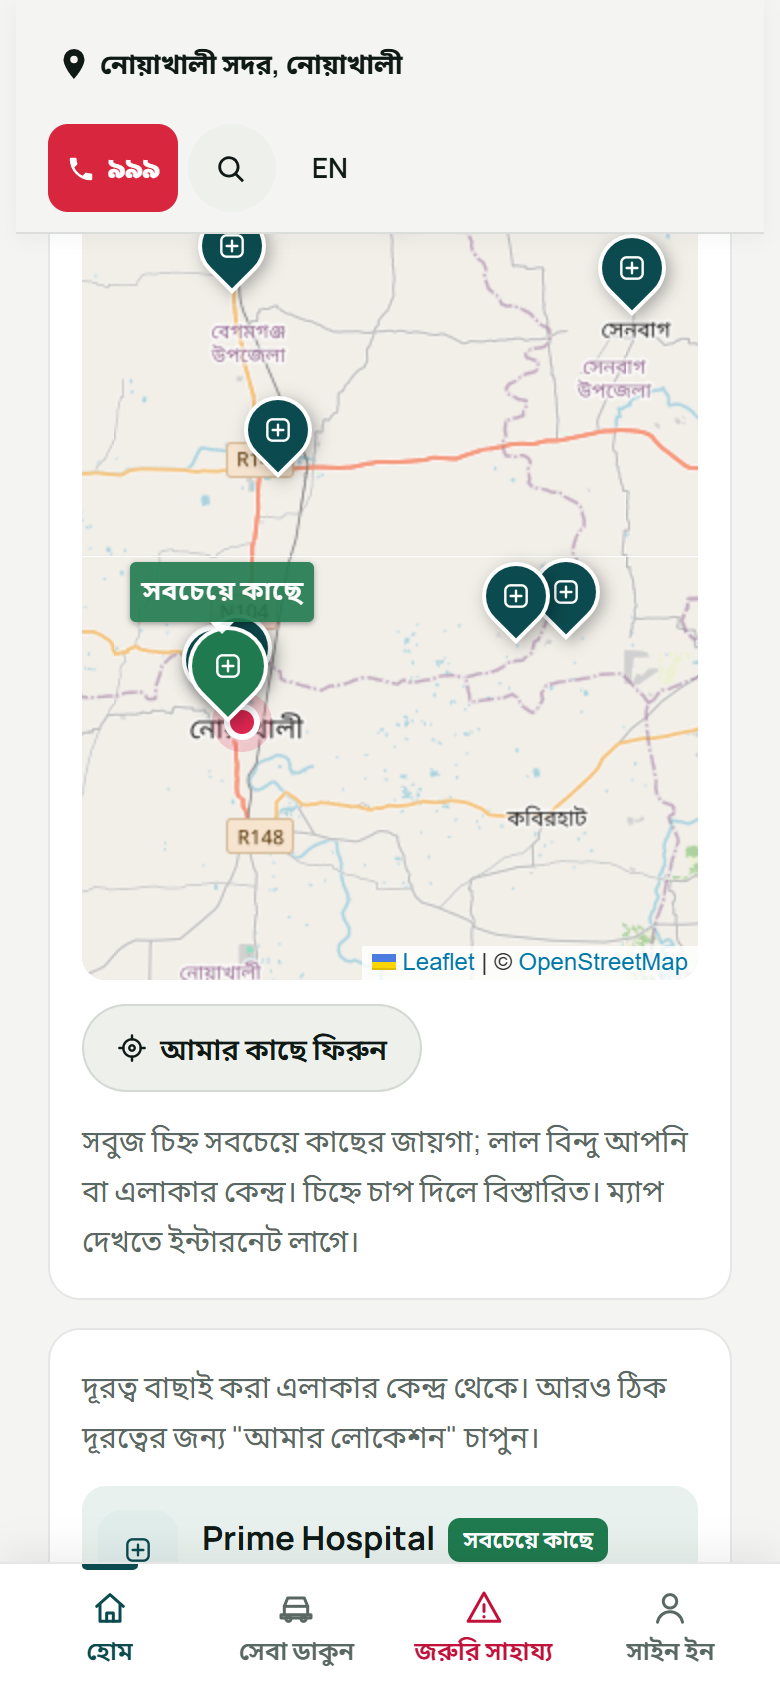 নোয়াখালী সদর, নোয়াখালী
৯৯৯
EN
বেগমগঞ্জ
উপজেলা
সেনবাগ
সেনবাগ
উপজেলা
সবচেয়ে কাছে
N104
কবিরহাট
R148
নোয়াখালী
Leaflet | © OpenStreetMap
আমার কাছে ফিরুন
সবুজ চিহ্ন সবচেয়ে কাছের জায়গা; লাল বিন্দু আপনি
বা এলাকার কেন্দ্র। চিহ্নে চাপ দিলে বিস্তারিত। ম্যাপ
দেখতে ইন্টারনেট লাগে।
দূরত্ব বাছাই করা এলাকার কেন্দ্র থেকে। আরও ঠিক
দূরত্বের জন্য "আমার লোকেশন" চাপুন।
Prime Hospital সবচেয়ে কাছে
হোম
সেবা ডাকুন
জরুরি সাহায্য
সাইন ইন